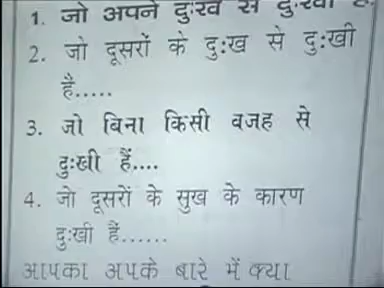 1. जो अपने दुःख से दुःखी हैं
2. जो दूसरों के दुःख से दुःखी
हैं.....
3. जो बिना किसी वजह से
दुःखी हैं....
4. जो दूसरों के सुख के कारण
दुःखी हैं......
आपका अपके बारे में क्या